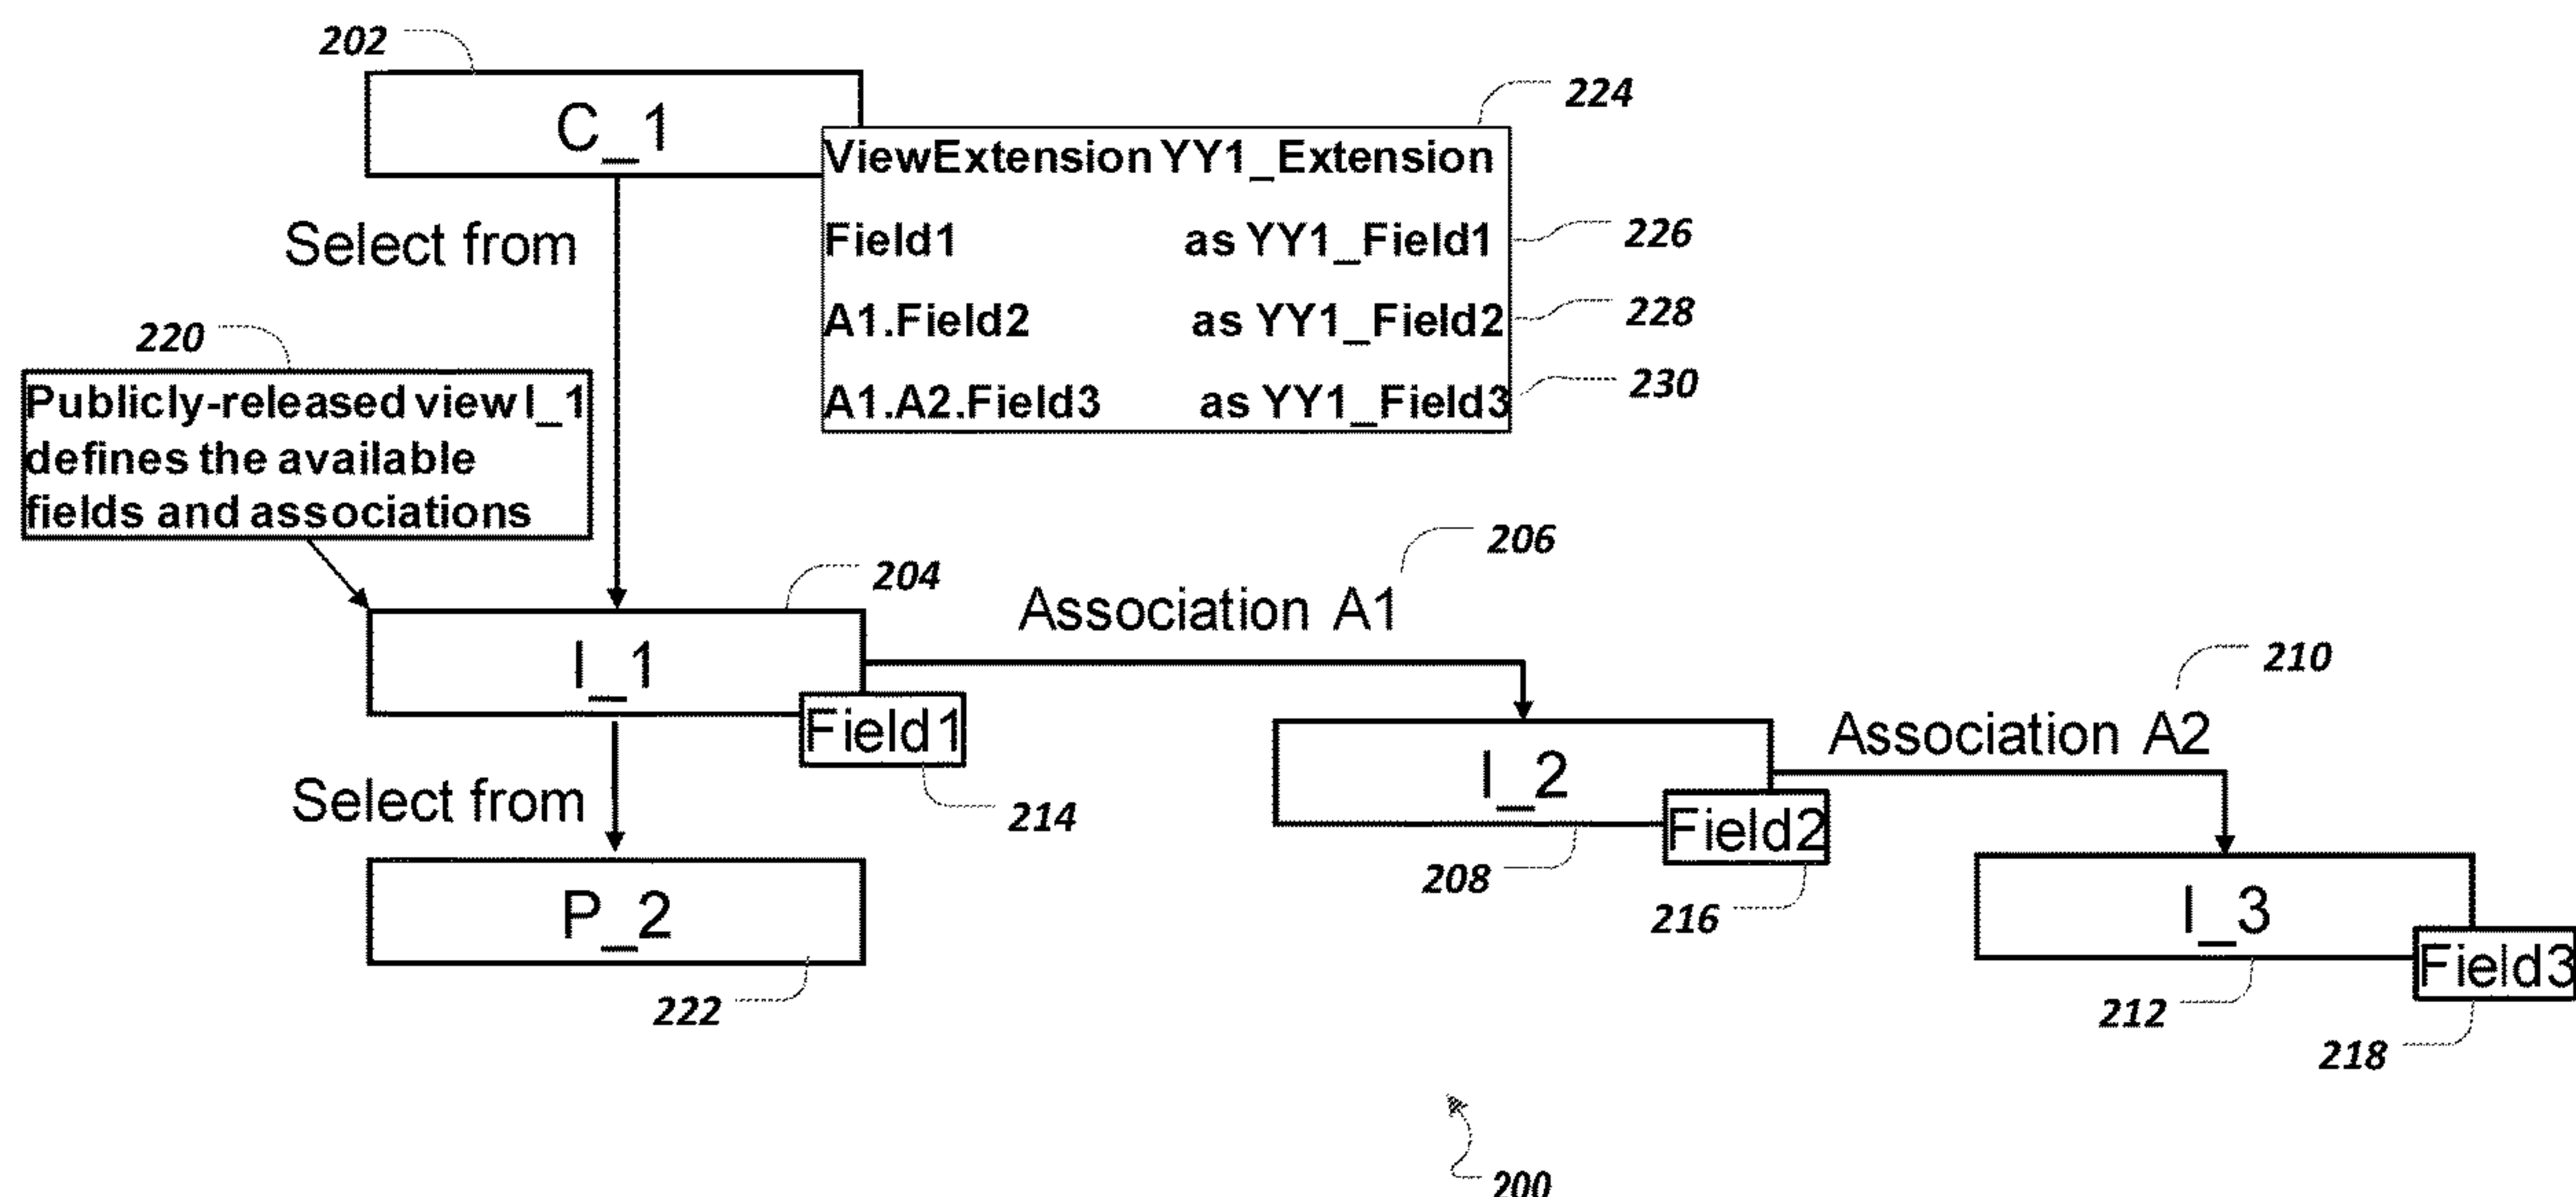 202
C_1
224
ViewExtension YY1_Extension
Field1 as YY1_Field1
226
A1.Field2 as YY1_Field2
228
A1.A2.Field3 as YY1_Field3
230
Select from
220
Publicly-released view I_1
defines the available
fields and associations
206
Association A1
204
I_1
Field1
214
210
Association A2
I_2
Field2
208
216
Select from
P_2
222
I_3
Field3
212
218
200